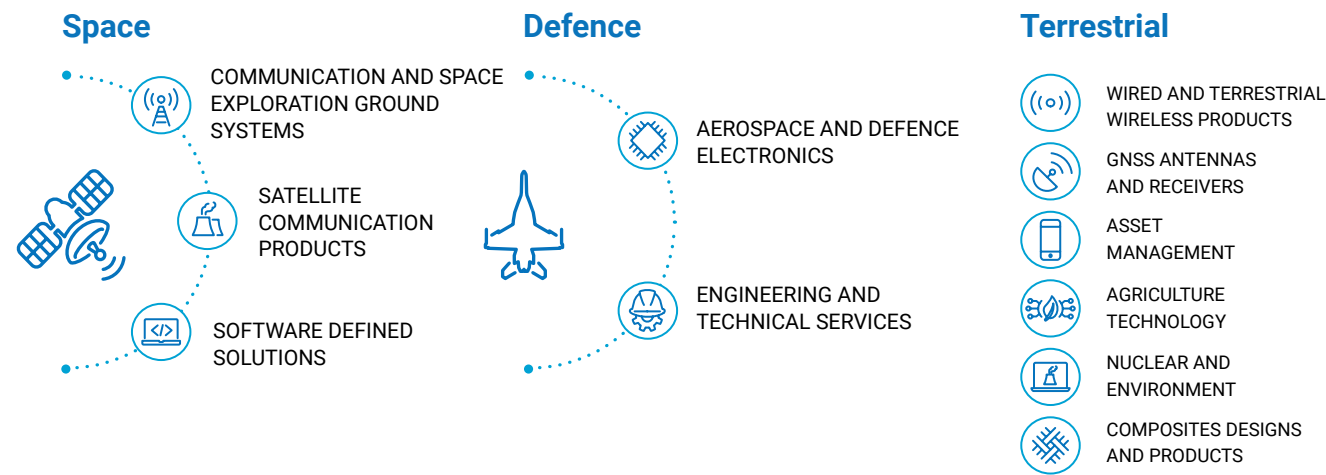 Space
COMMUNICATION AND SPACE
EXPLORATION GROUND
SYSTEMS
SATELLITE
COMMUNICATION
PRODUCTS
SOFTWARE DEFINED
SOLUTIONS
Defence
AEROSPACE AND DEFENCE
ELECTRONICS
ENGINEERING AND
TECHNICAL SERVICES
Terrestrial
WIRED AND TERRESTRIAL
WIRELESS PRODUCTS
GNSS ANTENNAS
AND RECEIVERS
ASSET
MANAGEMENT
AGRICULTURE
TECHNOLOGY
NUCLEAR AND
ENVIRONMENT
COMPOSITES DESIGNS
AND PRODUCTS